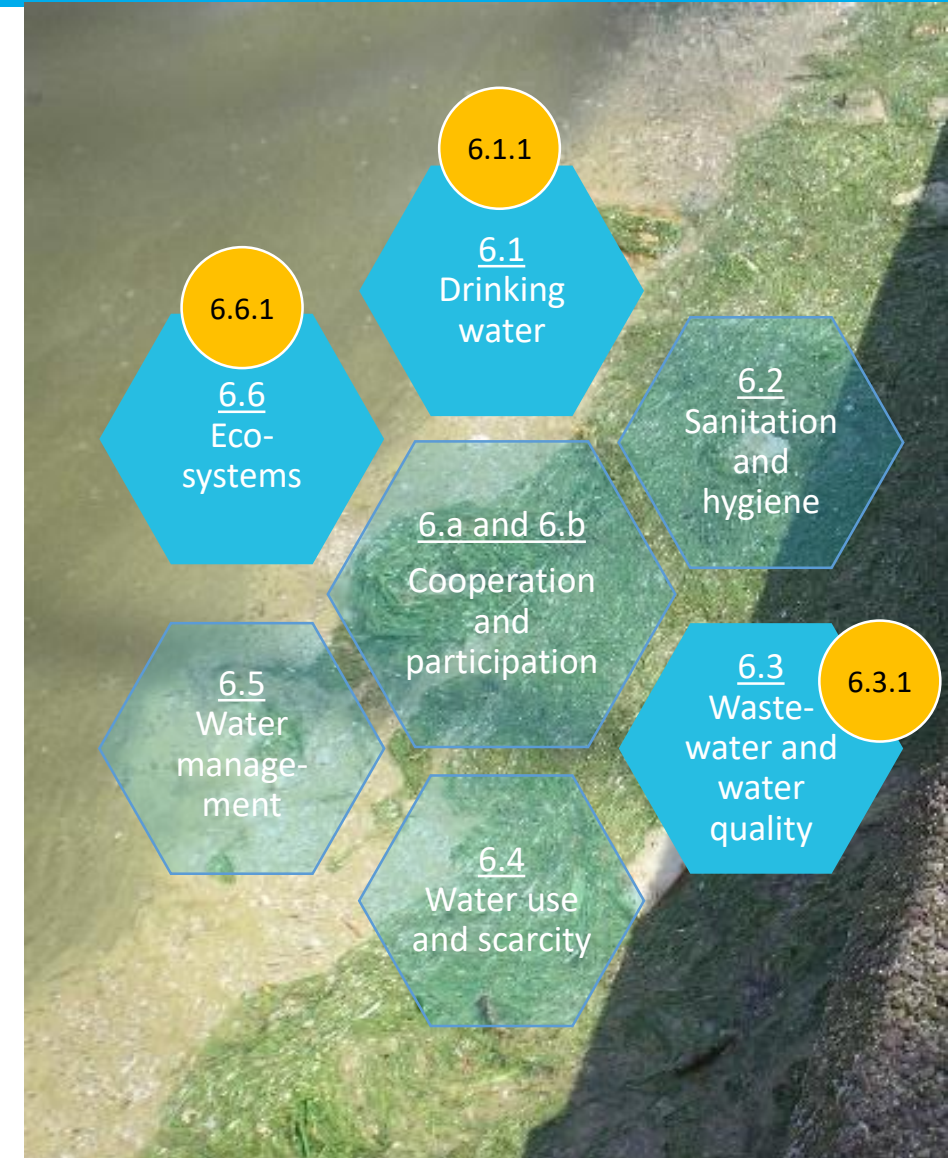 6.1.1
6.1
Drinking
water
6.6.1
6.6
Eco-
systems
6.2
Sanitation
and
hygiene
6.a and 6.b
Cooperation
and
participation
6.3.1
6.3
Waste-
water and
water
quality
6.5
Water
manage-
ment
6.4
Water use
and scarcity